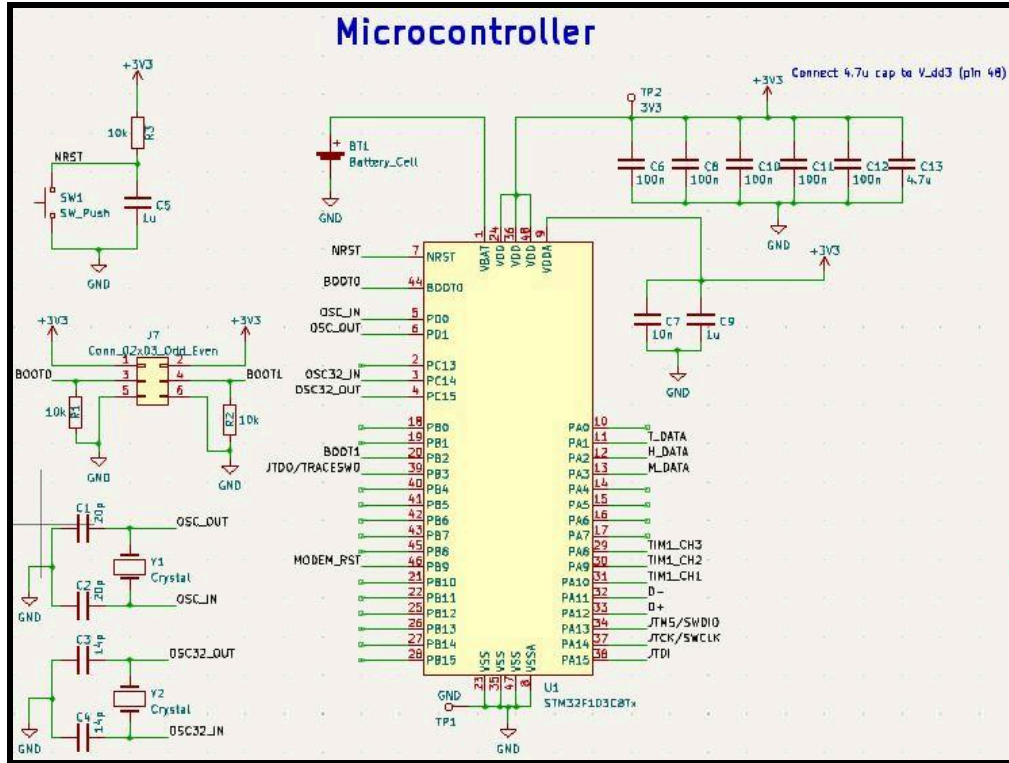 Microcontroller
Connect 4.7u cap to V_dd3 (pin 48)
+3V3
10k
R3
NRST
SW1
SW_Push
C5
1u
GND
BT1
Battery_Cell
GND
TP2
3V3
+3V3
C6
100n
C8
100n
C10
100n
C11
100n
C12
100n
C13
4.7u
GND
+3V3
C7
10n
C9
1u
GND
+3V3
J7
+3V3
Conn_02x03_Odd_Even
BOOT0
1 2
3 4
5 6
BOOT1
10k
R1
R2
10k
GND
GND
C1
20p
OSC_OUT
Y1
Crystal
C2
20p
OSC_IN
GND
C3
14p
OSC32_OUT
Y2
Crystal
C4
14p
OSC32_IN
GND
1 24 36 48 9
VBAT VDD VDD VDD VDDA
NRST 7 NRST
BOOT0 44 BOOT0
OSC_IN 5 PD0
OSC_OUT 6 PD1
2 PC13
OSC32_IN 3 PC14
OSC32_OUT 4 PC15
18 PB0
19 PB1
BOOT1 20 PB2
JTDO/TRACESWO 39 PB3
40 PB4
41 PB5
42 PB6
43 PB7
45 PB8
MODEM_RST 46 PB9
21 PB10
22 PB11
25 PB12
26 PB13
27 PB14
28 PB15
PA0 10
PA1 11 T_DATA
PA2 12 H_DATA
PA3 13 M_DATA
PA4 14
PA5 15
PA6 16
PA7 17
PA8 29 TIM1_CH3
PA9 30 TIM1_CH2
PA10 31 TIM1_CH1
PA11 32 D-
PA12 33 D+
PA13 34 JTMS/SWDIO
PA14 37 JTCK/SWCLK
PA15 38 JTDI
VSS VSS VSS VSSA
23 35 47 8
GND
TP1
U1
STM32F103C8Tx
GND